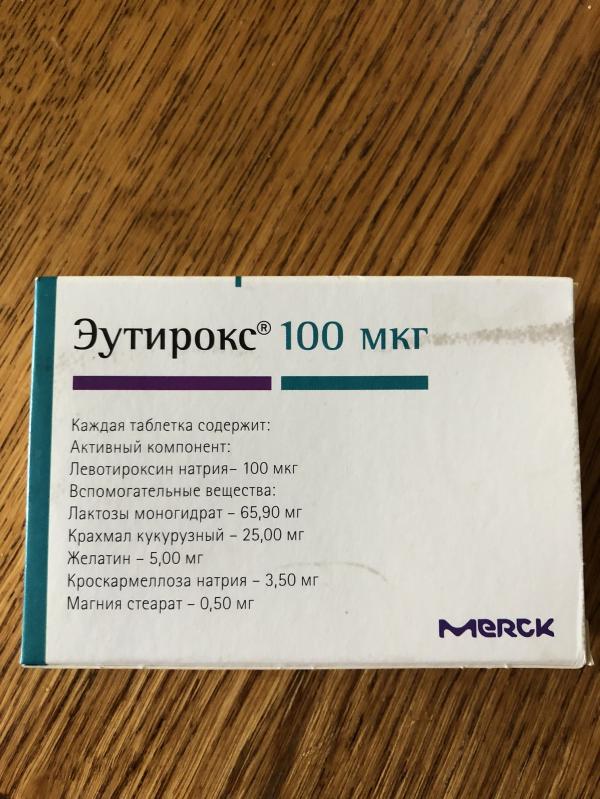 Эутирокс® 100 мкг
Каждая таблетка содержит:
Активный компонент:
Левотироксин натрия– 100 мкг
Вспомогательные вещества:
Лактозы моногидрат – 65,90 мг
Крахмал кукурузный – 25,00 мг
Желатин – 5,00 мг
Кроскармеллоза натрия – 3,50 мг
Магния стеарат – 0,50 мг
MERCK